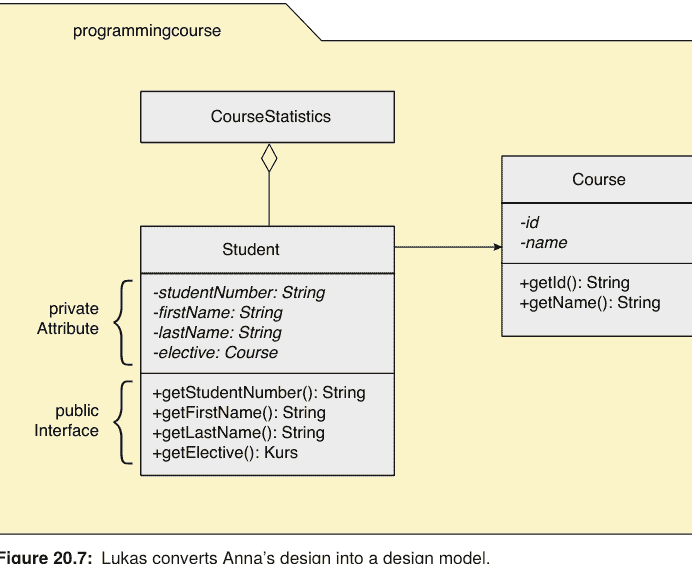 programmingcourse
CourseStatistics
Student
-studentNumber: String
-firstName: String
-lastName: String
-elective: Course
+getStudentNumber(): String
+getFirstName(): String
+getLastName(): String
+getElective(): Kurs
private
Attribute
public
Interface
Course
-id
-name
+getId(): String
+getName(): String
Figure 20.7: Lukas converts Anna's design into a design model.